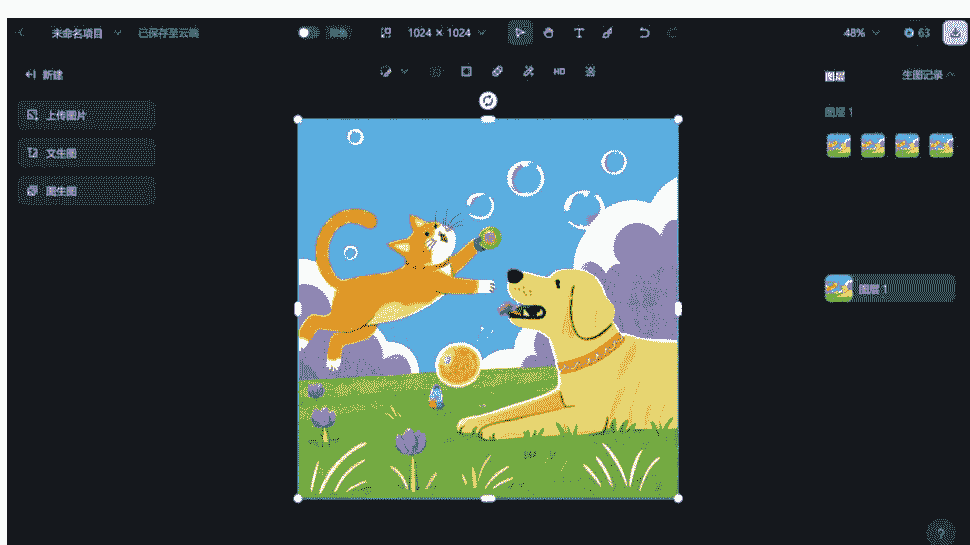 未命名项目
已保存至云端
1024 × 1024
T
48%
63
新建
HD
图层
生图记录
上传图片
图层 1
文生图
图生图
图层 1
?